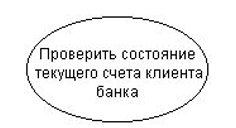 Проверить состояние
текущего счета клиента
банка